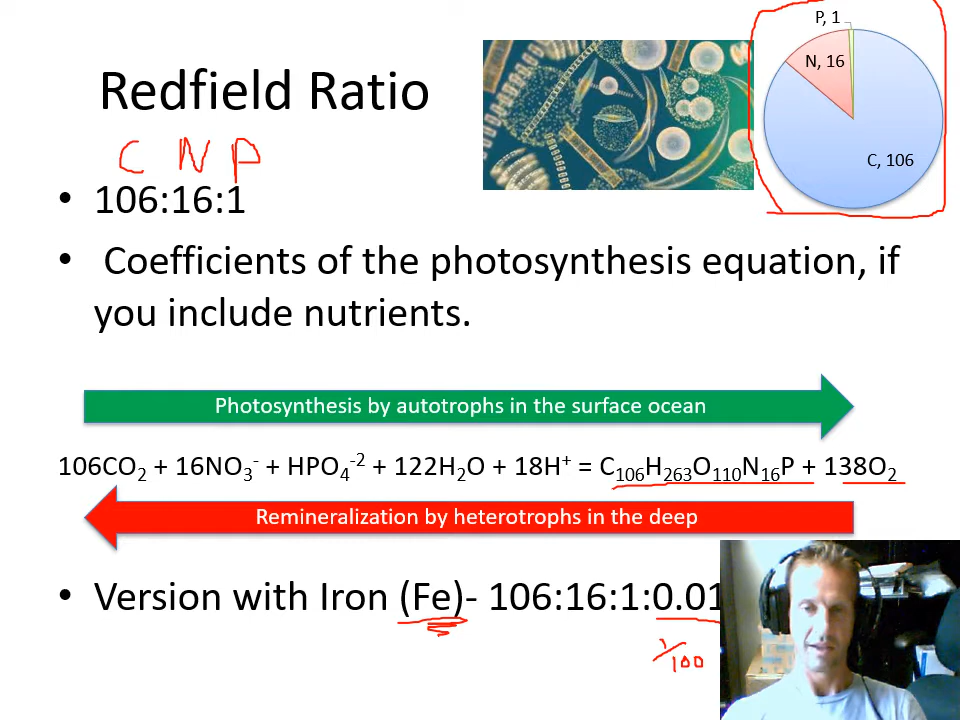 P, 1
N, 16
C, 106
Redfield Ratio
C N P
• 106:16:1
• Coefficients of the photosynthesis equation, if
you include nutrients.
Photosynthesis by autotrophs in the surface ocean
106CO₂ + 16NO₃⁻ + HPO₄⁻² + 122H₂O + 18H⁺ = C₁₀₆H₂₆₃O₁₁₀N₁₆P + 138O₂
Remineralization by heterotrophs in the deep
• Version with Iron (Fe)- 106:16:1:0.01
1/100